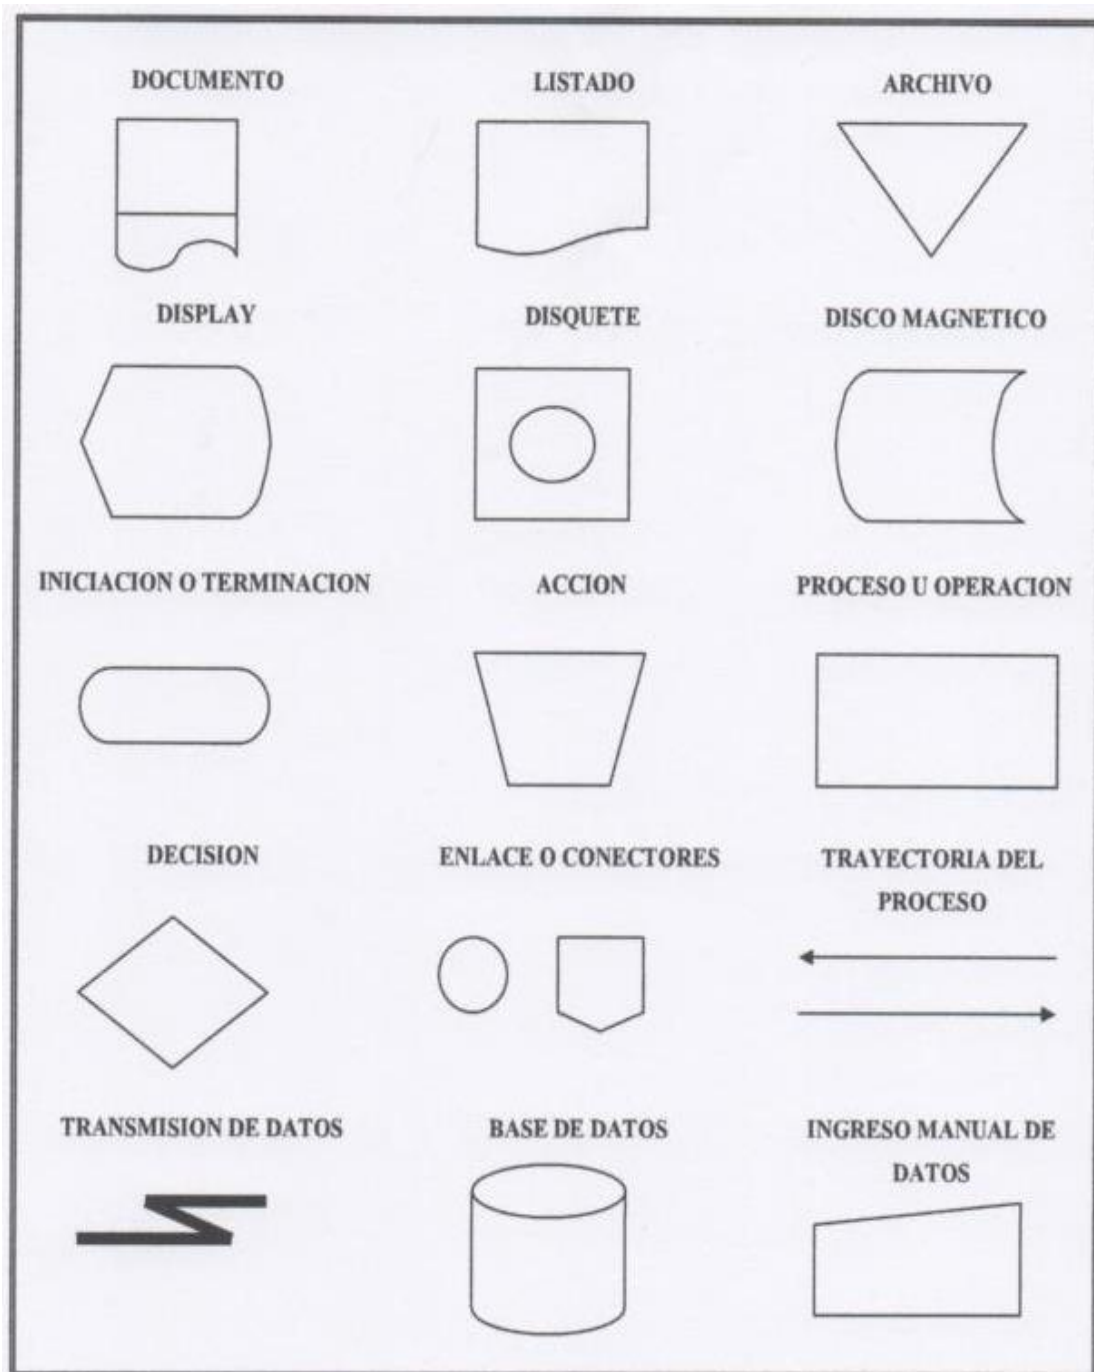 DOCUMENTO
LISTADO
ARCHIVO
DISPLAY
DISQUETE
DISCO MAGNETICO
INICIACION O TERMINACION
ACCION
PROCESO U OPERACION
DECISION
ENLACE O CONECTORES
TRAYECTORIA DEL
PROCESO
TRANSMISION DE DATOS
BASE DE DATOS
INGRESO MANUAL DE
DATOS